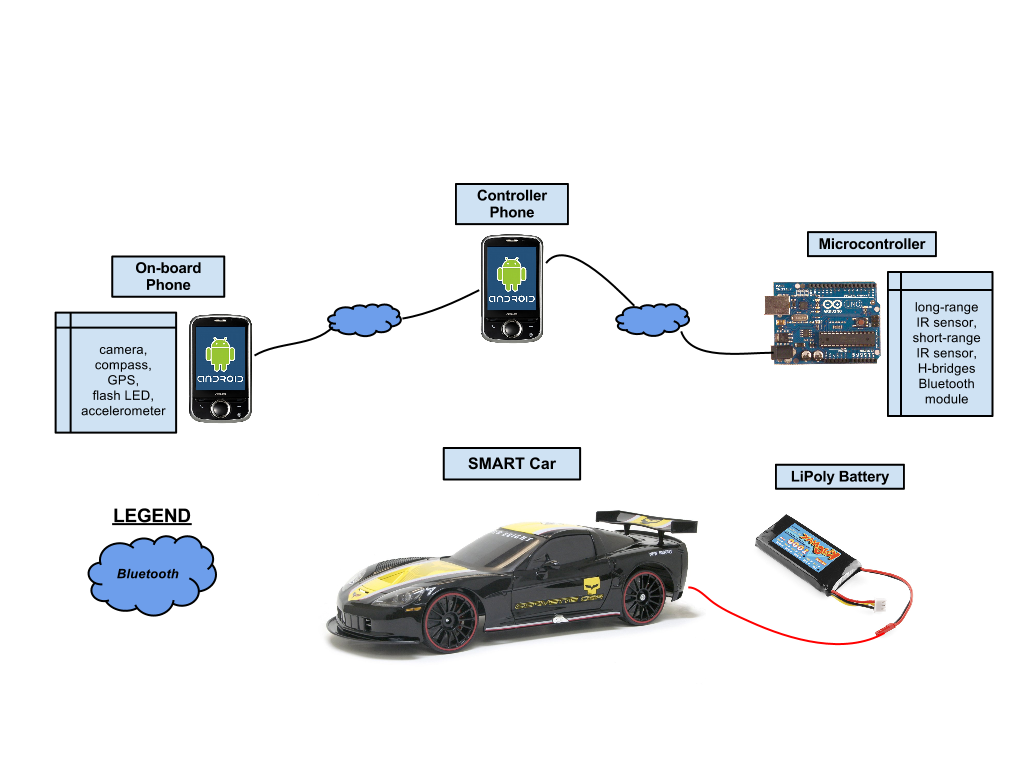 Controller
Phone
Microcontroller
On-board
Phone
camera,
compass,
GPS,
flash LED,
accelerometer
ANDROID
ANDROID
long-range
IR sensor,
short-range
IR sensor,
H-bridges
Bluetooth
module
SMART Car
LiPoly Battery
LEGEND
Bluetooth